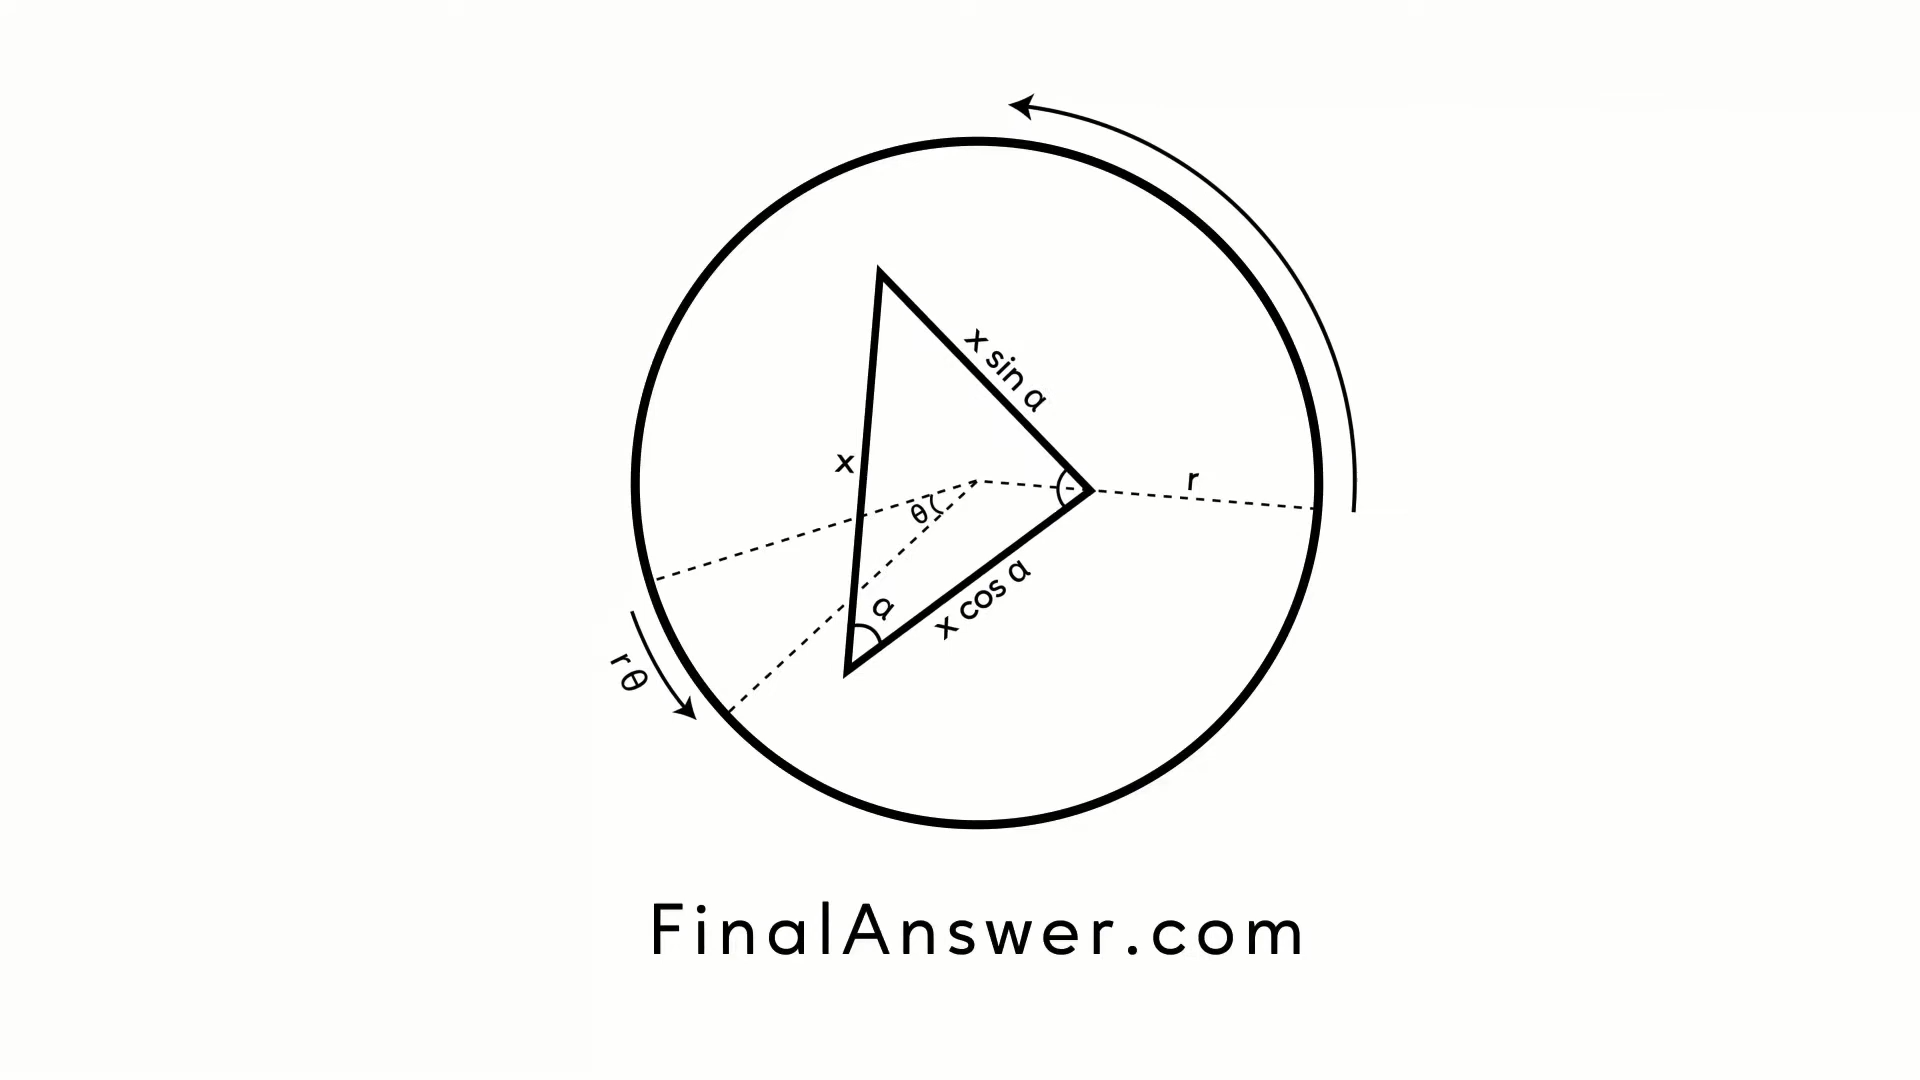 x sin α
x
r
θ
α
x cos α
rθ
FinalAnswer.com